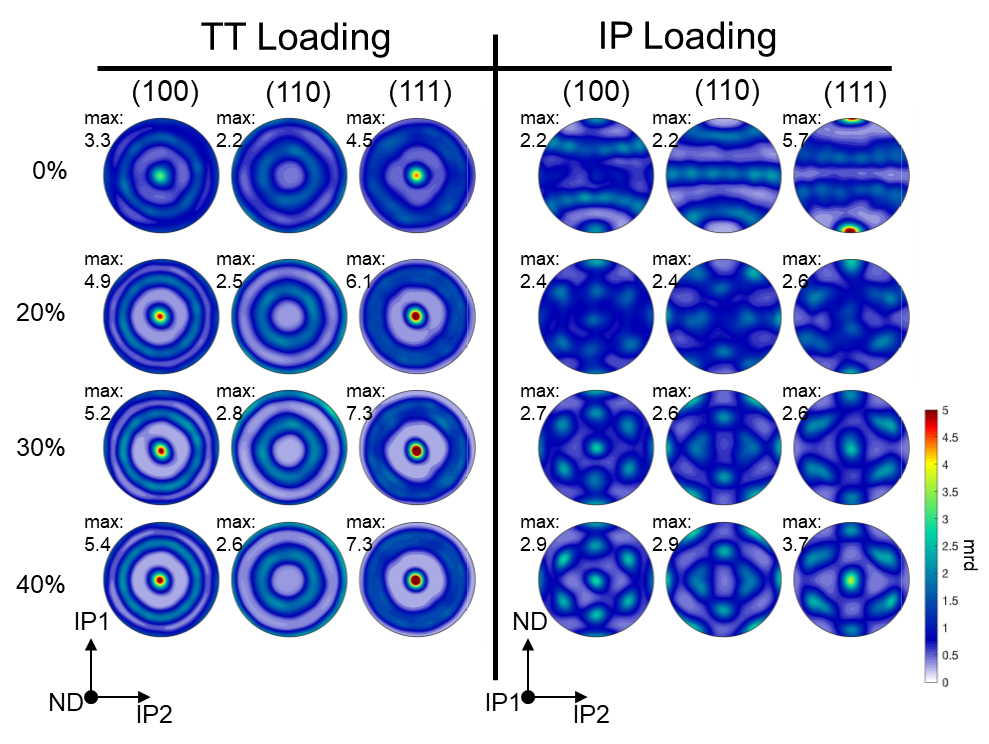 TT Loading IP Loading
(100) (110) (111) (100) (110) (111)
max: max: max: max: max: max:
3.3 2.2 4.5 2.2 2.2 5.7
0%
max: max: max: max: max: max:
4.9 2.5 6.1 2.4 2.4 2.6
20%
max: max: max: max: max: max:
5.2 2.8 7.3 2.7 2.6 2.6
30%
max: max: max: max: max: max:
5.4 2.6 7.3 2.9 2.9 3.7
40%
5
4.5
4
3.5
3
2.5
2
1.5
1
0.5
0
mrd
IP1
ND
IP2
ND
IP1
IP2